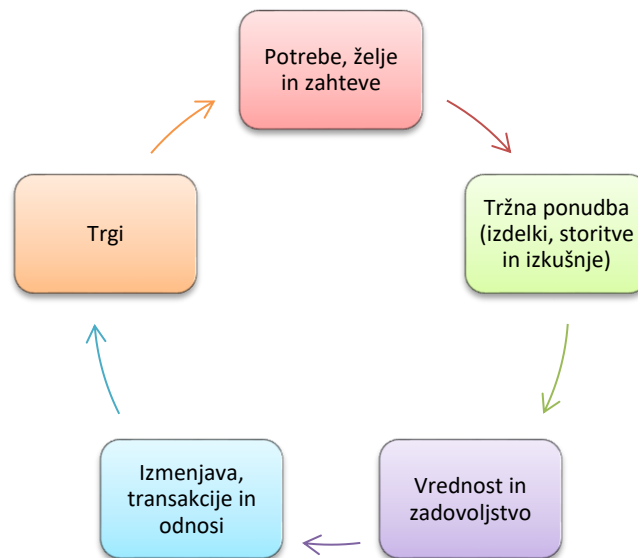 Potrebe, želje
in zahteve
Tržna ponudba
(izdelki, storitve
in izkušnje)
Vrednost in
zadovoljstvo
Izmenjava,
transakcije in
odnosi
Trgi